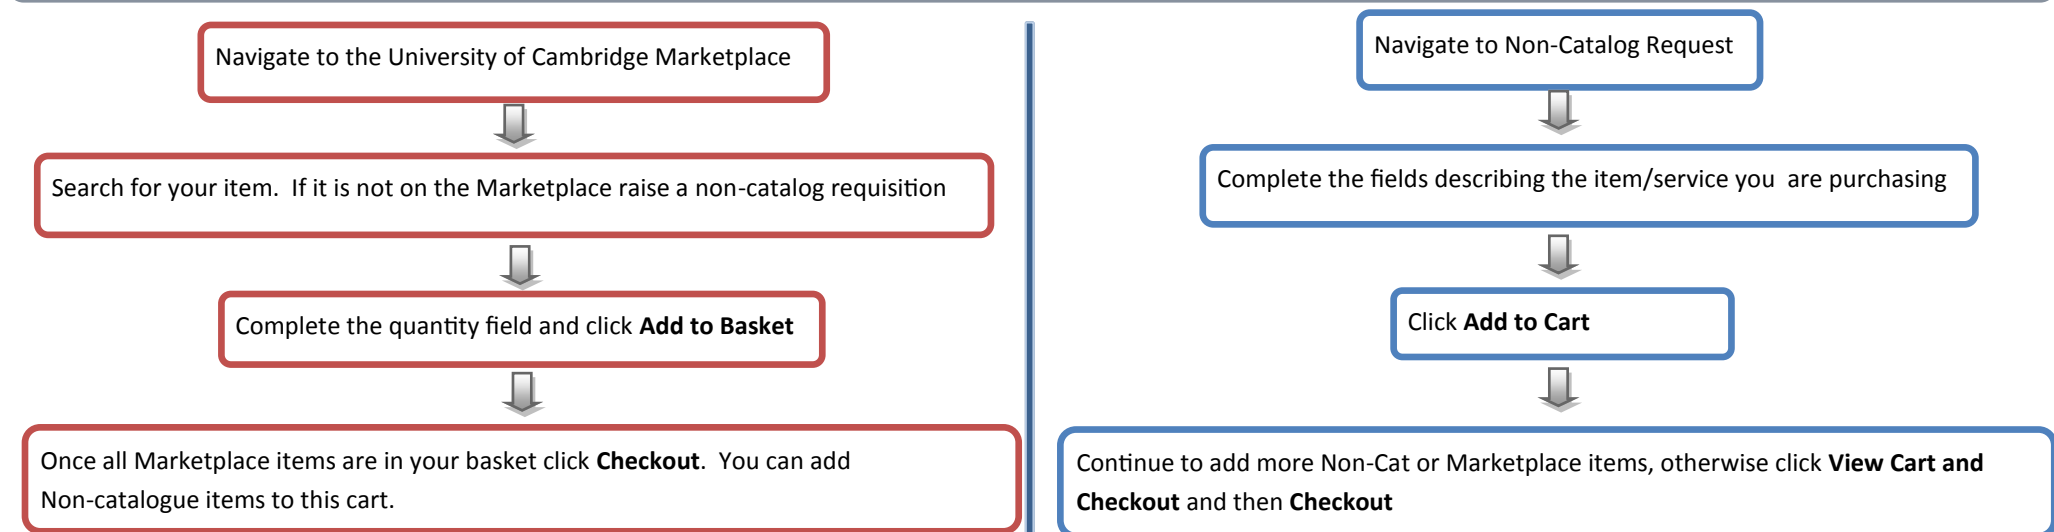 Navigate to the University of Cambridge Marketplace
Search for your item.  If it is not on the Marketplace raise a non-catalog requisition
Complete the quantity field and click Add to Basket
Once all Marketplace items are in your basket click Checkout.  You can add
Non-catalogue items to this cart.
Navigate to Non-Catalog Request
Complete the fields describing the item/service you  are purchasing
Click Add to Cart
Continue to add more Non-Cat or Marketplace items, otherwise click View Cart and
Checkout and then Checkout